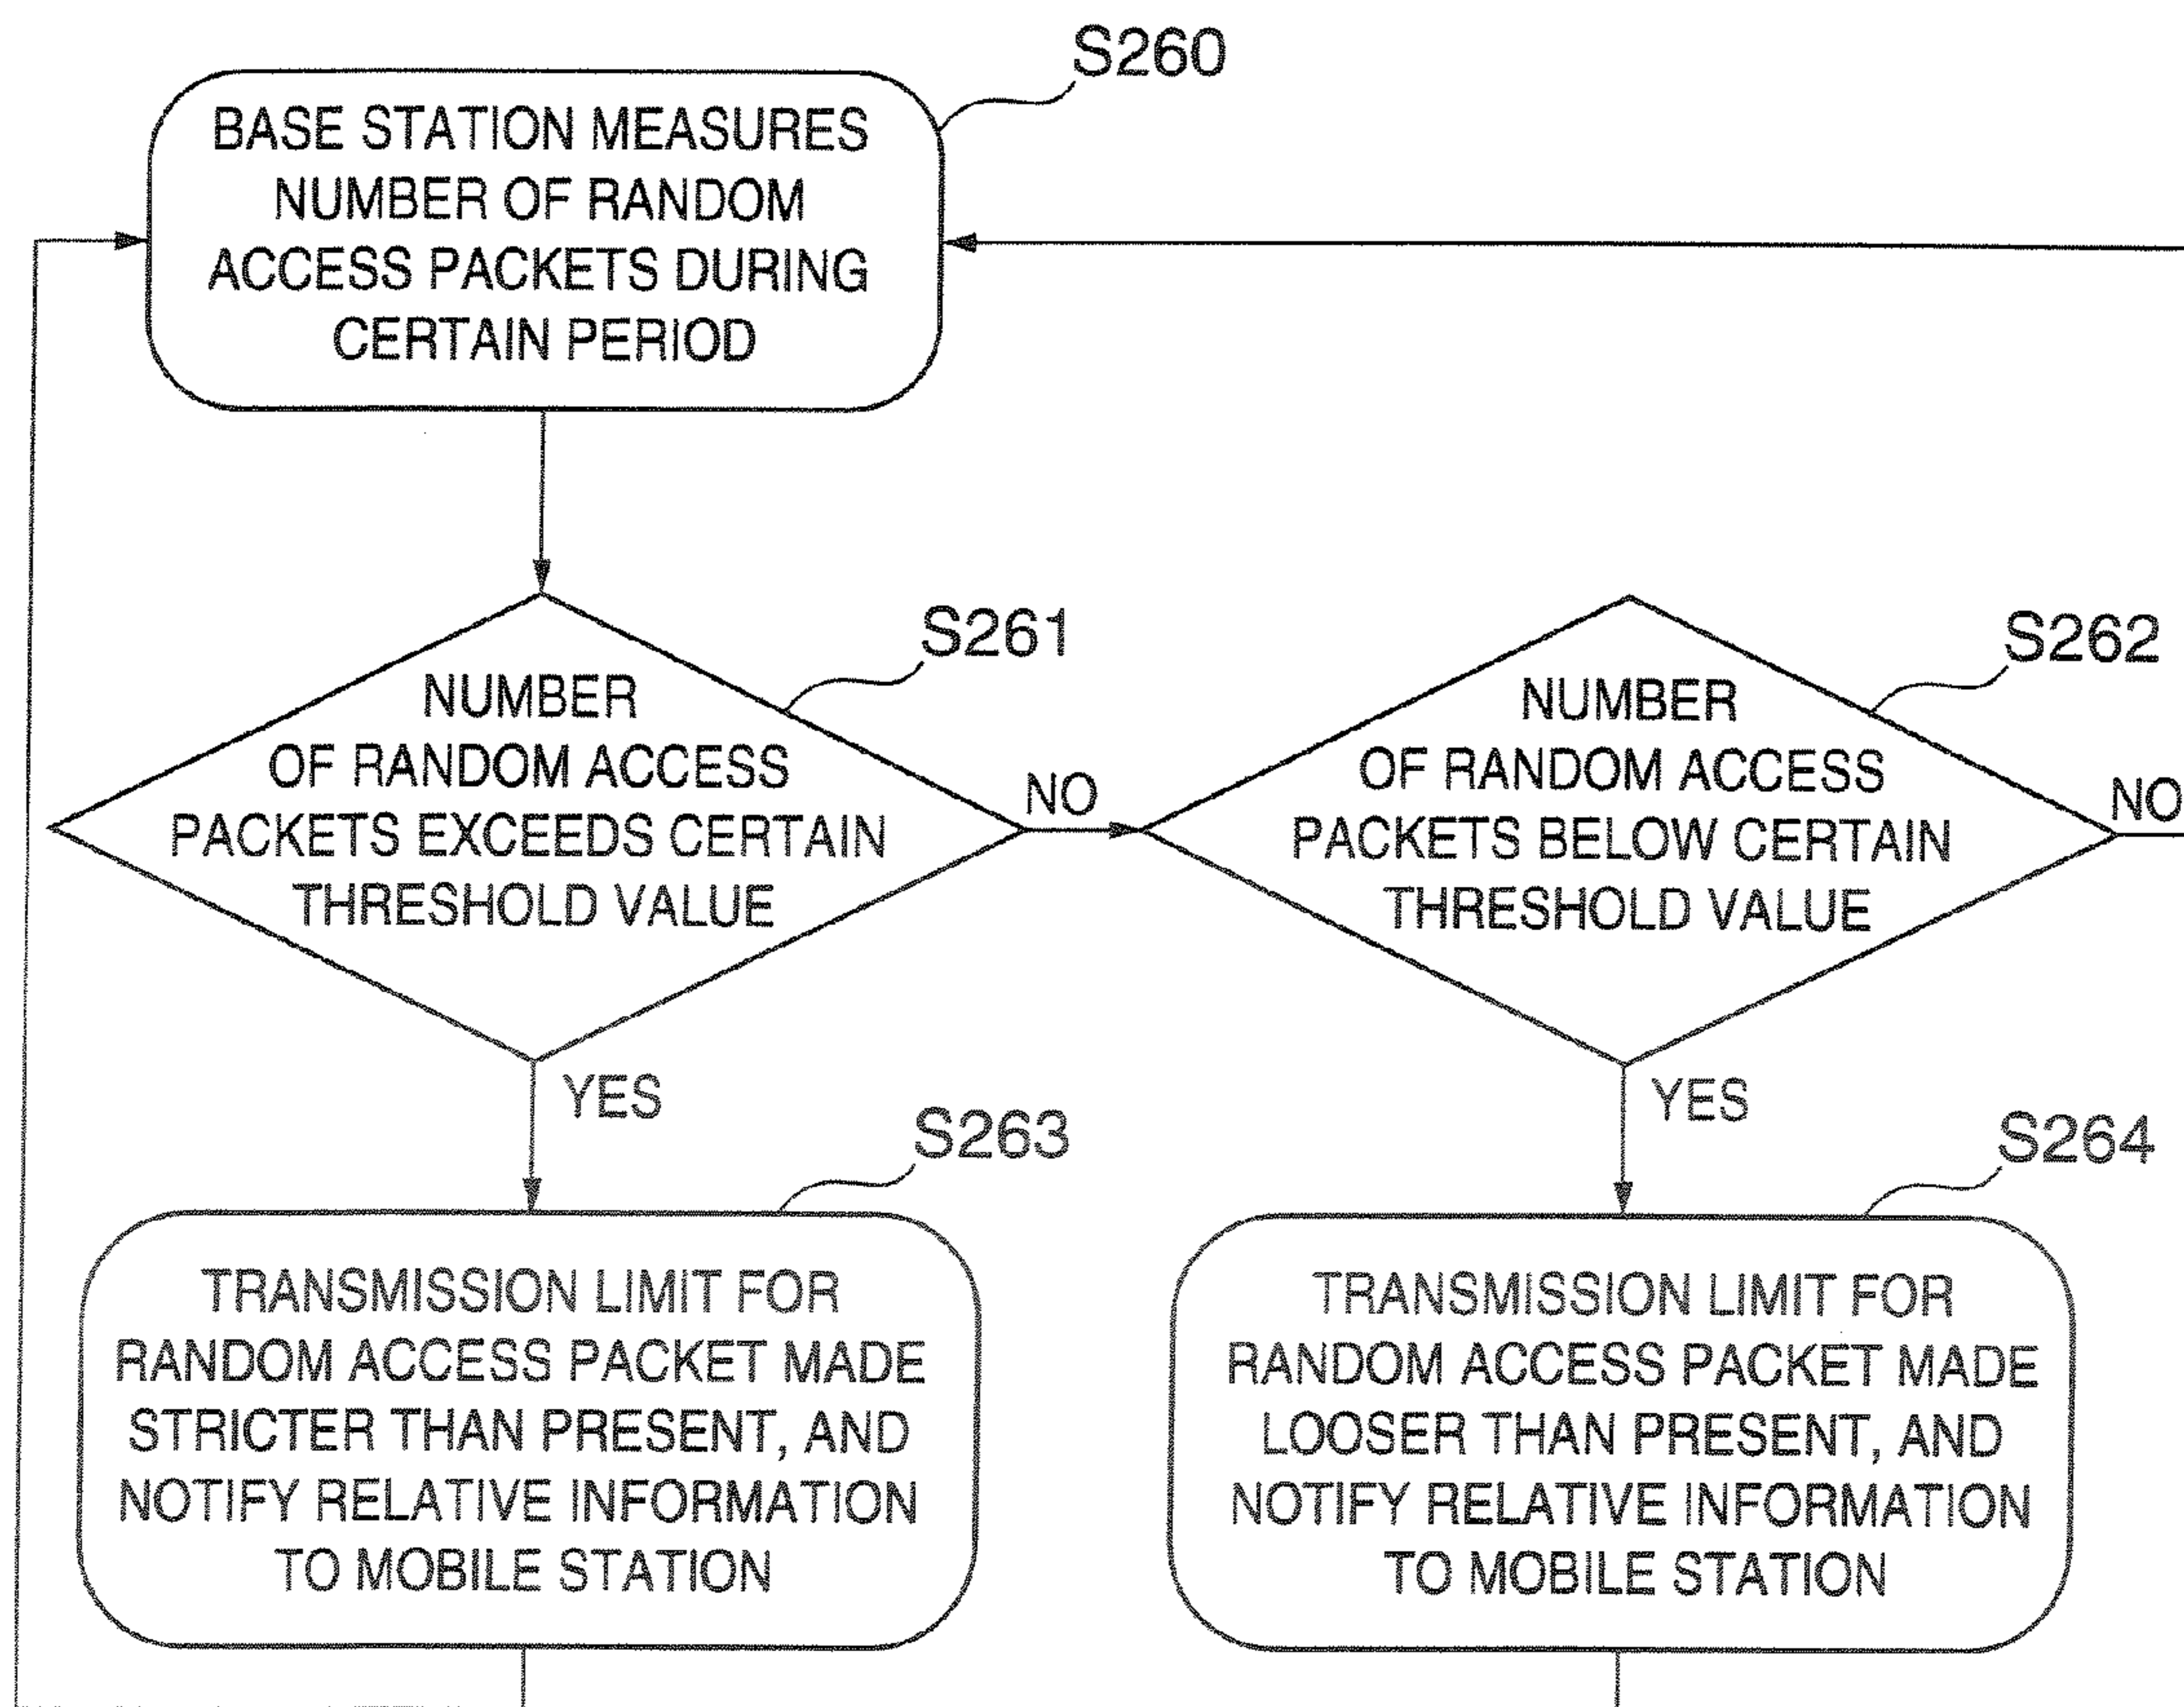 S260
BASE STATION MEASURES
NUMBER OF RANDOM
ACCESS PACKETS DURING
CERTAIN PERIOD
S261
NUMBER
OF RANDOM ACCESS
PACKETS EXCEEDS CERTAIN
THRESHOLD VALUE
NO
S262
NUMBER
OF RANDOM ACCESS
PACKETS BELOW CERTAIN
THRESHOLD VALUE
NO
YES
YES
S263
TRANSMISSION LIMIT FOR
RANDOM ACCESS PACKET MADE
STRICTER THAN PRESENT, AND
NOTIFY RELATIVE INFORMATION
TO MOBILE STATION
S264
TRANSMISSION LIMIT FOR
RANDOM ACCESS PACKET MADE
LOOSER THAN PRESENT, AND
NOTIFY RELATIVE INFORMATION
TO MOBILE STATION